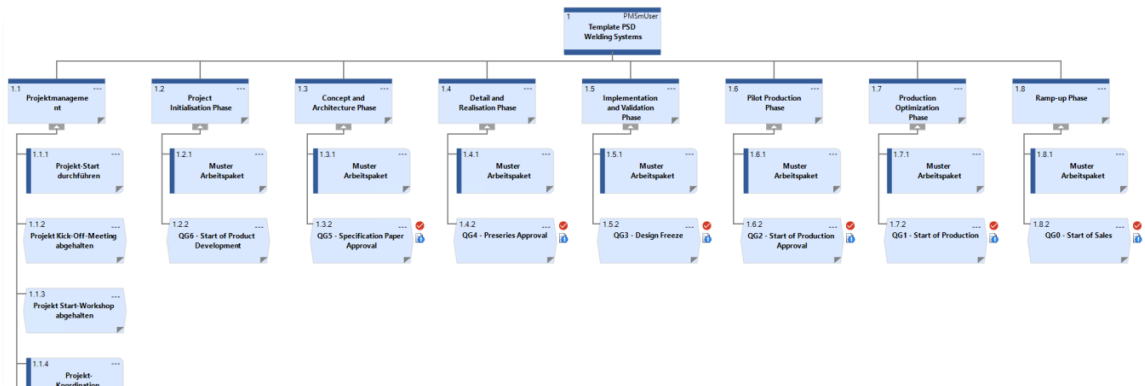 1 PMSmUser
Template PSD
Welding Systems
1.1 ...
Projektmanageme
nt
1.2 ...
Project
Initialisation Phase
1.3 ...
Concept and
Architecture Phase
1.4 ...
Detail and
Realisation Phase
1.5 ...
Implementation
and Validation
Phase
1.6 ...
Pilot Production
Phase
1.7 ...
Production
Optimization
Phase
1.8 ...
Ramp-up Phase
1.1.1 ...
Projekt-Start
durchführen
1.2.1 ...
Muster
Arbeitspaket
1.3.1 ...
Muster
Arbeitspaket
1.4.1 ...
Muster
Arbeitspaket
1.5.1 ...
Muster
Arbeitspaket
1.6.1 ...
Muster
Arbeitspaket
1.7.1 ...
Muster
Arbeitspaket
1.8.1 ...
Muster
Arbeitspaket
1.1.2 ...
Projekt Kick-Off-Meeting
abgehalten
1.2.2 ...
QG6 - Start of Product
Development
1.3.2 ...
QG5 - Specification Paper
Approval
1.4.2 ...
QG4 - Preseries Approval
1.5.2 ...
QG3 - Design Freeze
1.6.2 ...
QG2 - Start of Production
Approval
1.7.2 ...
QG1 - Start of Production
1.8.2 ...
QG0 - Start of Sales
1.1.3 ...
Projekt Start-Workshop
abgehalten
1.1.4 ...
Projekt-
Koordination